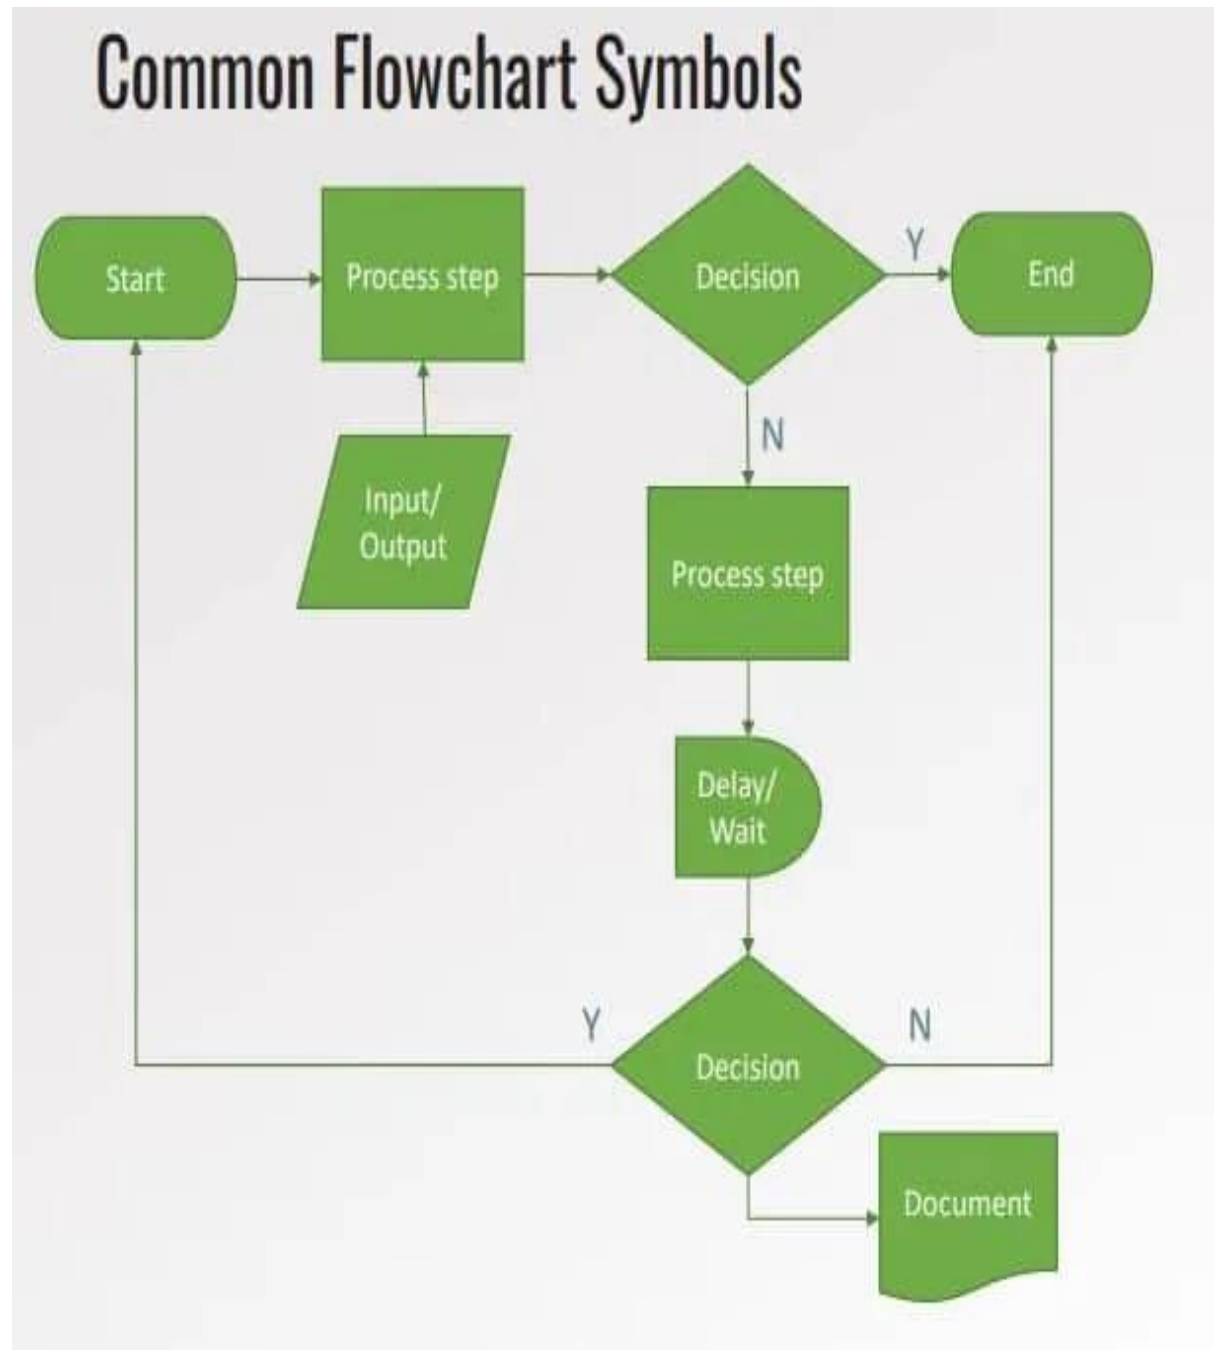 Common Flowchart Symbols
Start
Process step
Decision
Y
End
N
Input/
Output
Process step
Delay/
Wait
Y
Decision
N
Document